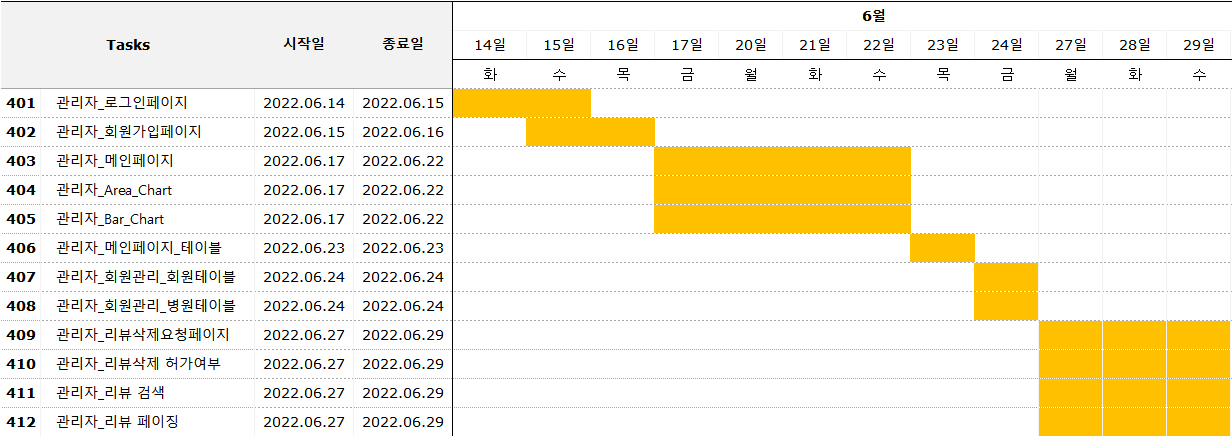 Tasks 시작일 종료일 6월
14일 15일 16일 17일 20일 21일 22일 23일 24일 27일 28일 29일
화 수 목 금 월 화 수 목 금 월 화 수
401 관리자_로그인페이지 2022.06.14 2022.06.15
402 관리자_회원가입페이지 2022.06.15 2022.06.16
403 관리자_메인페이지 2022.06.17 2022.06.22
404 관리자_Area_Chart 2022.06.17 2022.06.22
405 관리자_Bar_Chart 2022.06.17 2022.06.22
406 관리자_메인페이지_테이블 2022.06.23 2022.06.23
407 관리자_회원관리_회원테이블 2022.06.24 2022.06.24
408 관리자_회원관리_병원테이블 2022.06.24 2022.06.24
409 관리자_리뷰삭제요청페이지 2022.06.27 2022.06.29
410 관리자_리뷰삭제 허가여부 2022.06.27 2022.06.29
411 관리자_리뷰 검색 2022.06.27 2022.06.29
412 관리자_리뷰 페이징 2022.06.27 2022.06.29